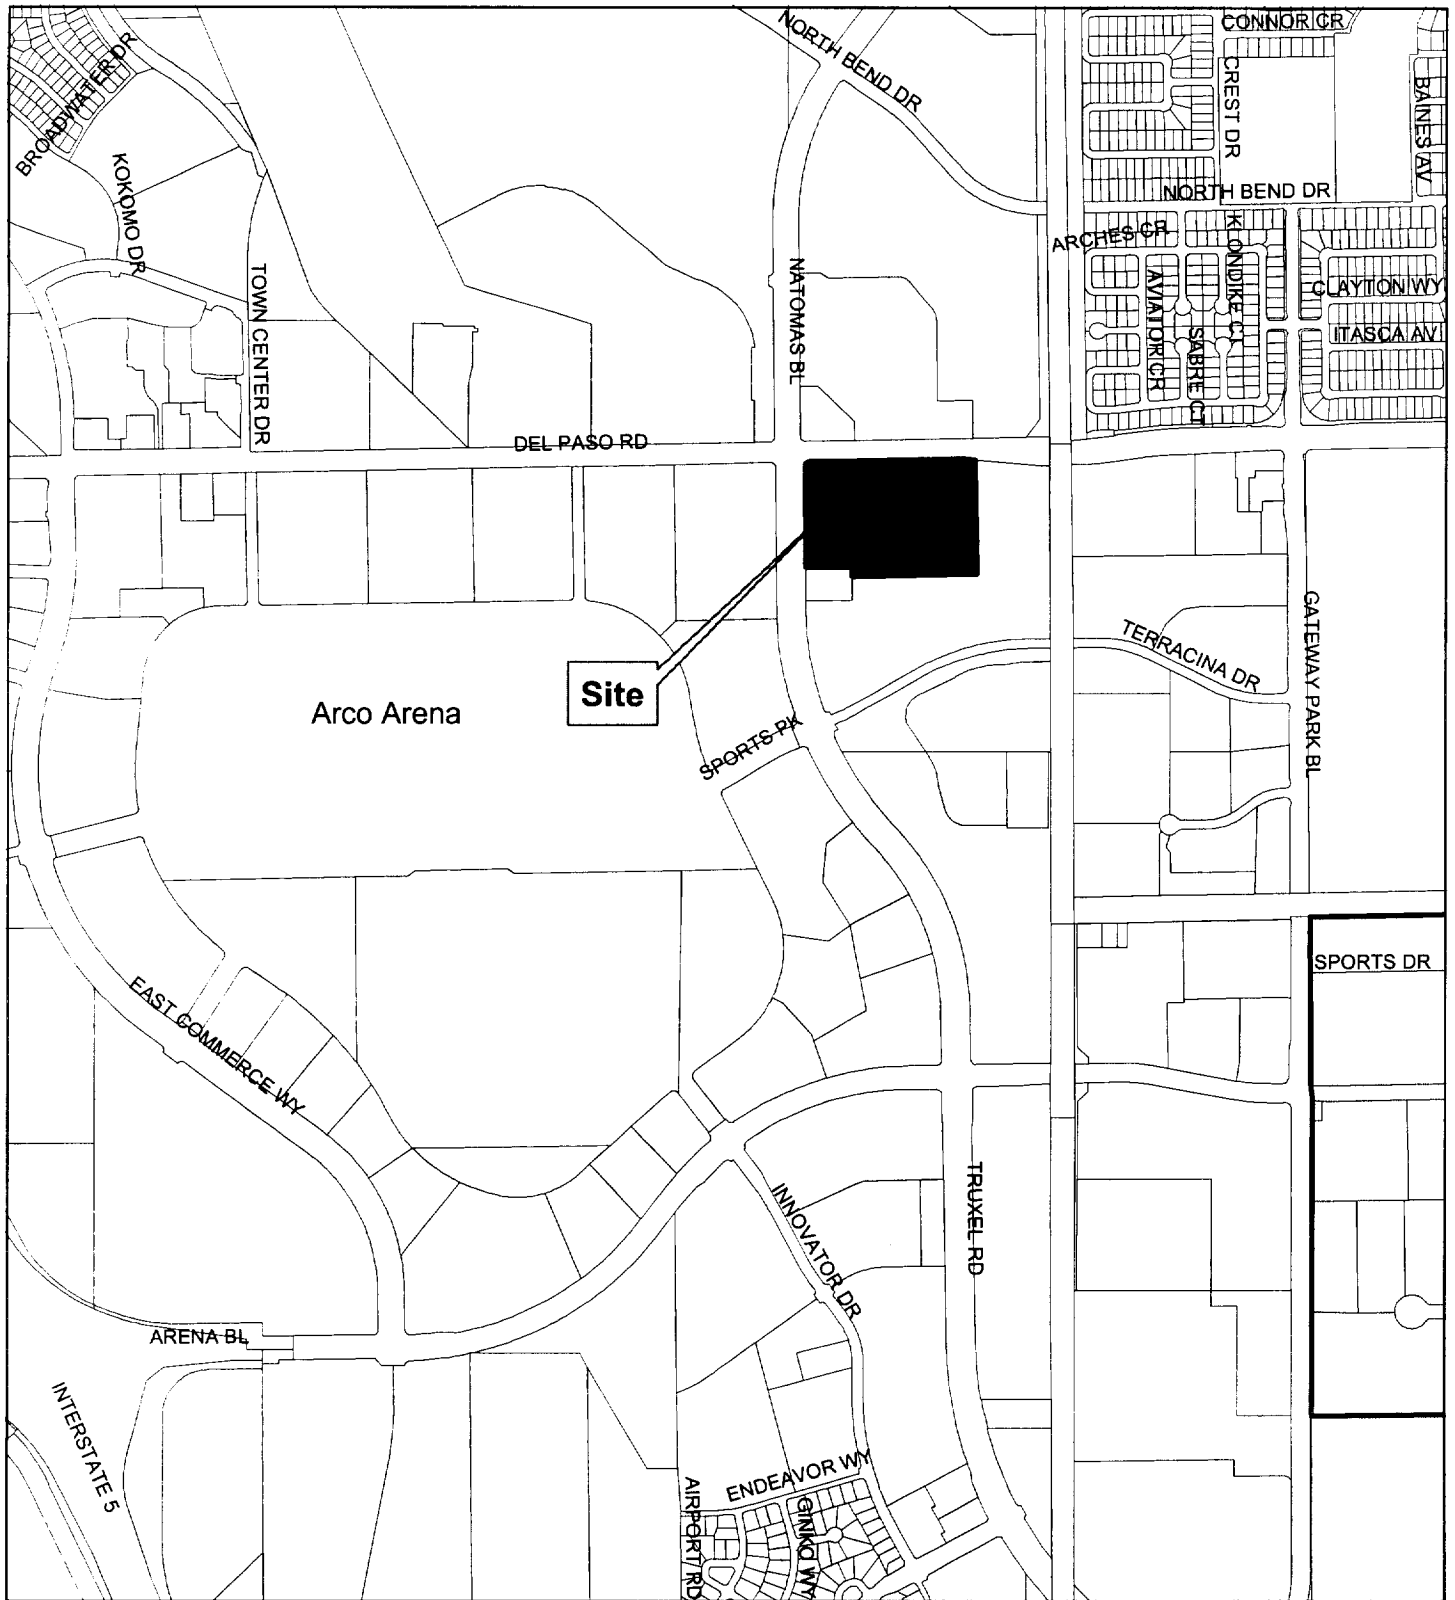 CONNOR CR
NORTH BEND DR
BROADWATER DR
CREST DR
BAINES AV
KOKOMO DR
NORTH BEND DR
ARCHES CR
KLONDIKE CI
TOWN CENTER DR
NATOMAS BL
AVIATOR CR
CLAYTON WY
SABRE CT
ITASCA AV
DEL PASO RD
GATEWAY PARK BL
TERRACINA DR
Site
Arco Arena
SPORTS PK
SPORTS DR
EAST COMMERCE WY
TRUXEL RD
INNOVATOR DR
ARENA BL
INTERSTATE 5
ENDEAVOR WY
AIRPORT RD
GINKO WY